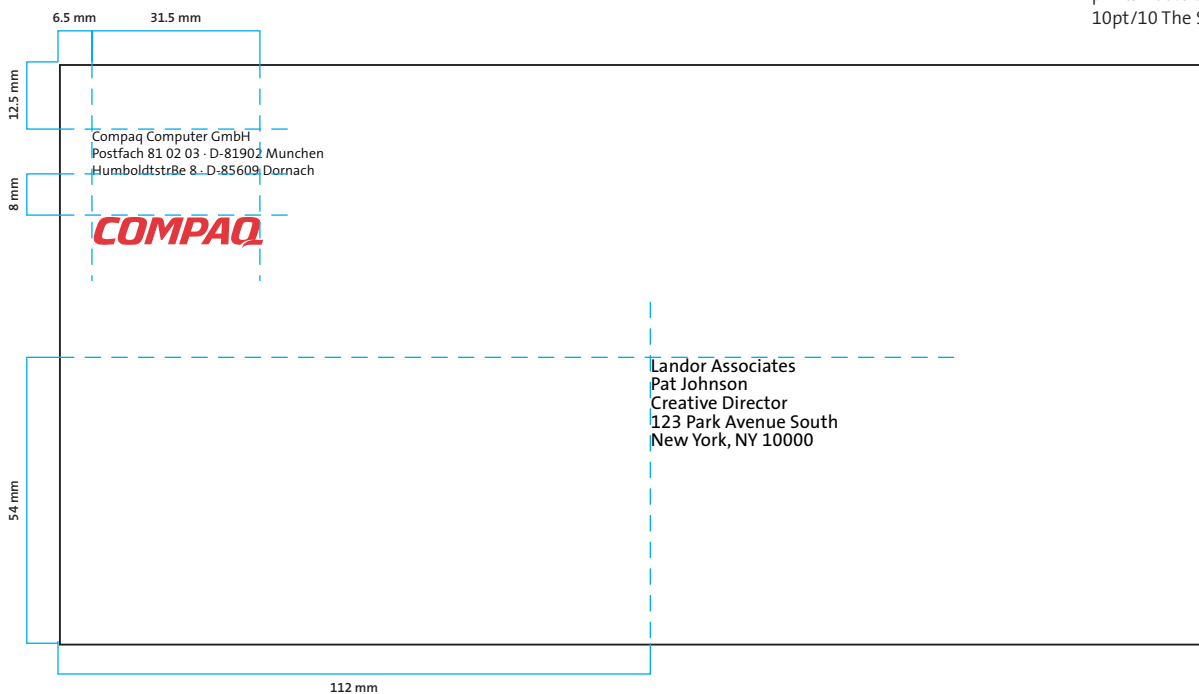 10pt/10 The
6.5 mm
31.5 mm
12.5 mm
Compaq Computer GmbH
Postfach 81 02 03 · D-81902 Munchen
HumboldtstrBe 8 · D-85609 Dornach
8 mm
COMPAQ
Landor Associates
Pat Johnson
Creative Director
123 Park Avenue South
New York, NY 10000
54 mm
112 mm